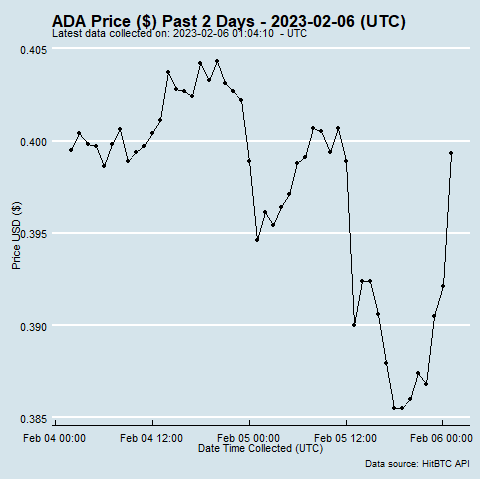 ADA Price ($) Past 2 Days - 2023-02-06 (UTC)
Latest data collected on: 2023-02-06 01:04:10  - UTC
0.405
0.400
0.395
0.390
0.385
Price USD ($)
Feb 04 00:00
Feb 04 12:00
Feb 05 00:00
Feb 05 12:00
Feb 06 00:00
Date Time Collected (UTC)
Data source: HitBTC API